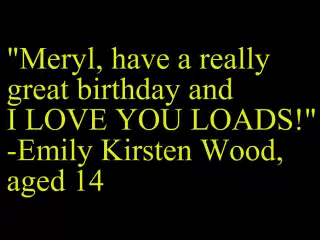 "Meryl, have a really
great birthday and
I LOVE YOU LOADS!"
-Emily Kirsten Wood,
aged 14